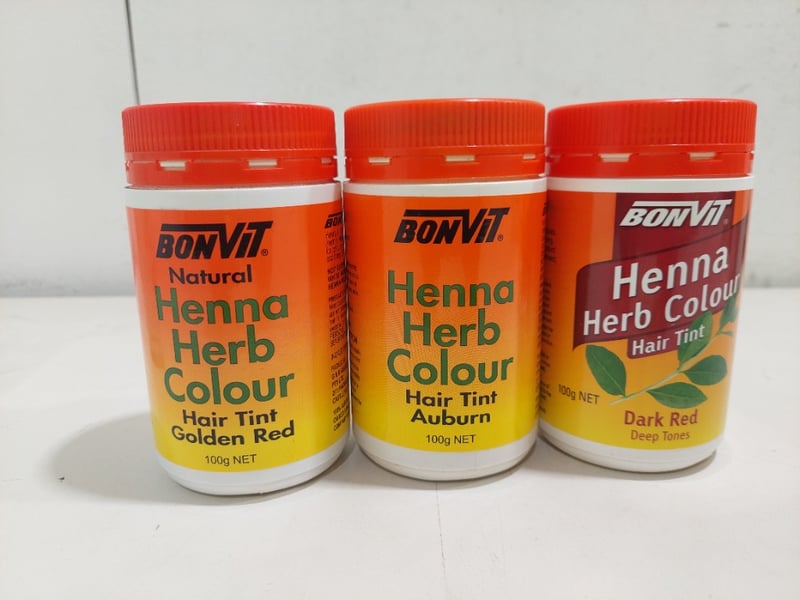 BONVIT®
Natural
Henna
Herb
Colour
Hair Tint
Golden Red
100g NET
BONVIT®
Henna
Herb
Colour
Hair Tint
Auburn
100g NET
BONVIT®
Henna
Herb Colour
Hair Tint
100g NET
Dark Red
Deep Tones